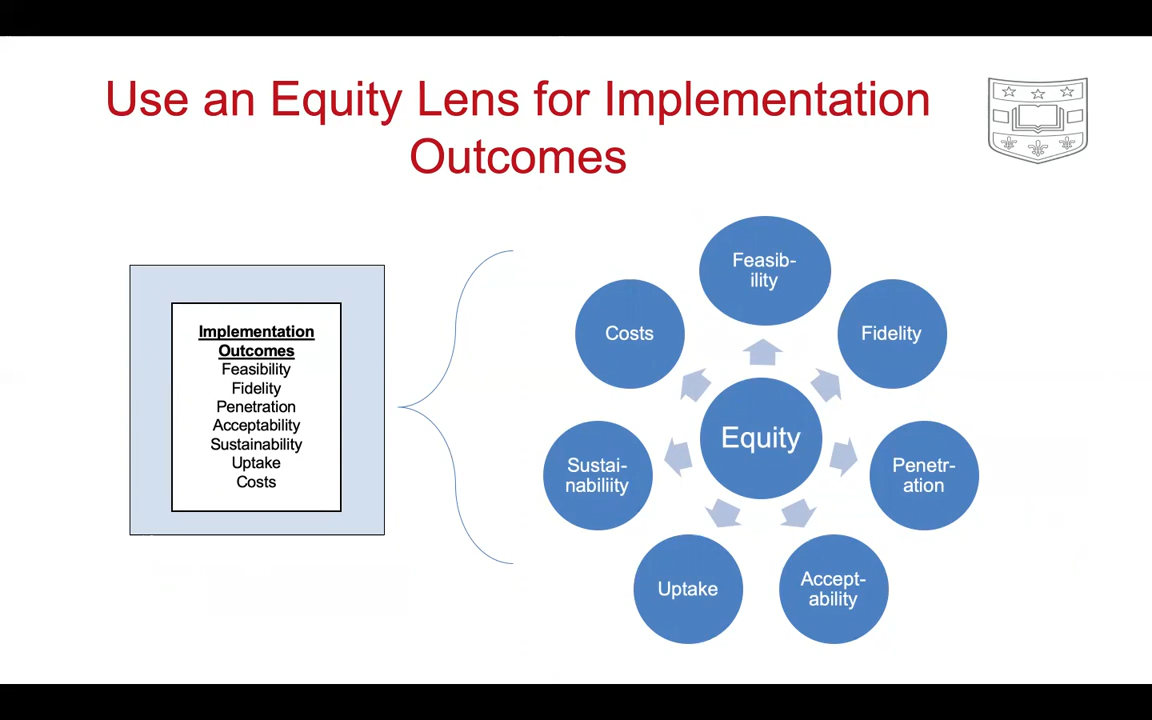 Use an Equity Lens for Implementation
Outcomes
Implementation
Outcomes
Feasibility
Fidelity
Penetration
Acceptability
Sustainability
Uptake
Costs
Feasib-
ility
Fidelity
Penetr-
ation
Accept-
ability
Uptake
Sustai-
nabiliity
Costs
Equity